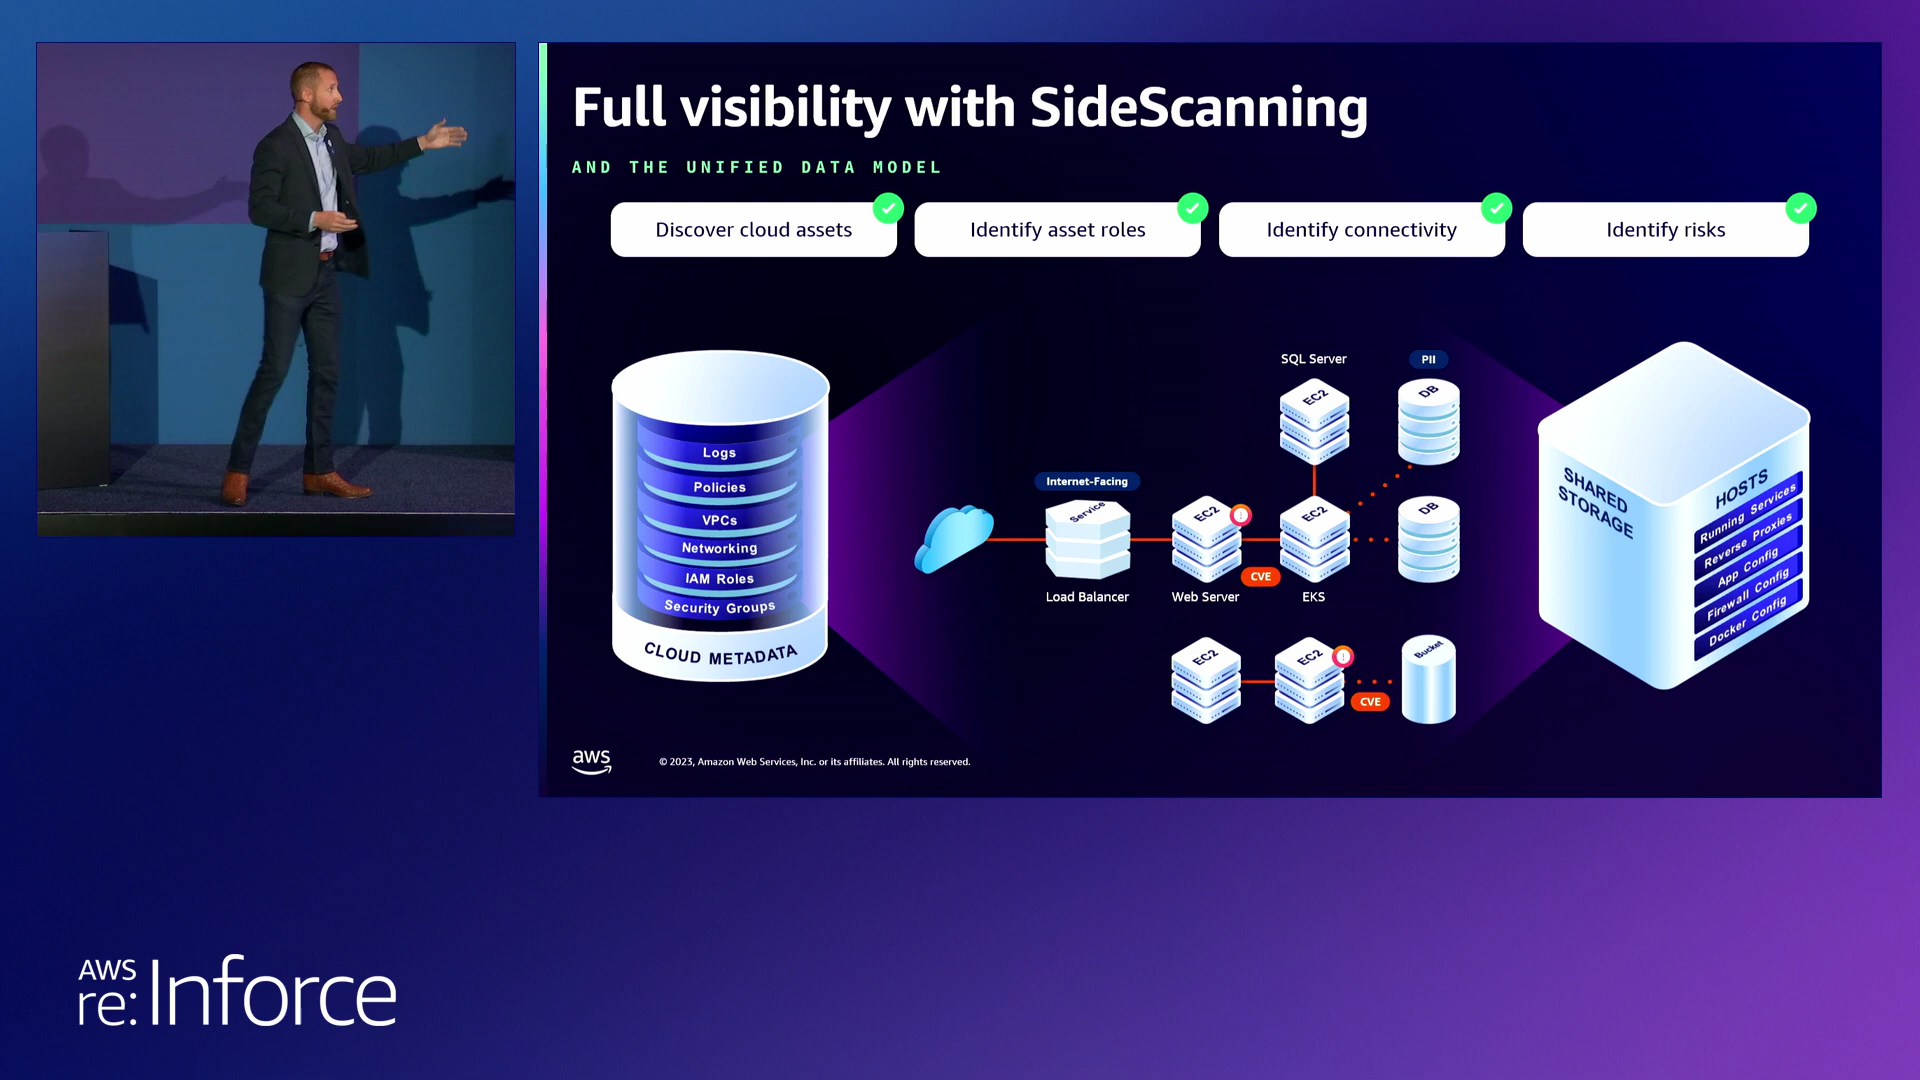 Full visibility with SideScanning
AND THE UNIFIED DATA MODEL
Discover cloud assets
Identify asset roles
Identify connectivity
Identify risks
Logs
Policies
VPCs
Networking
IAM Roles
Security Groups
CLOUD METADATA
Internet-Facing
Service
Load Balancer
EC2
CVE
Web Server
SQL Server
EC2
EC2
EKS
PII
DB
DB
EC2
EC2
CVE
Bucket
SHARED
STORAGE
HOSTS
Running Services
Reverse Proxies
App Config
Firewall Config
Docker Config
aws
© 2023, Amazon Web Services, Inc. or its affiliates. All rights reserved.
AWS
re:Inforce